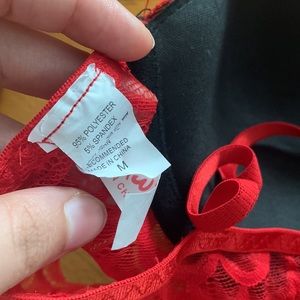 95% POLYESTER
5% SPANDEX
RECOMMENDED
MADE IN CHINA
M